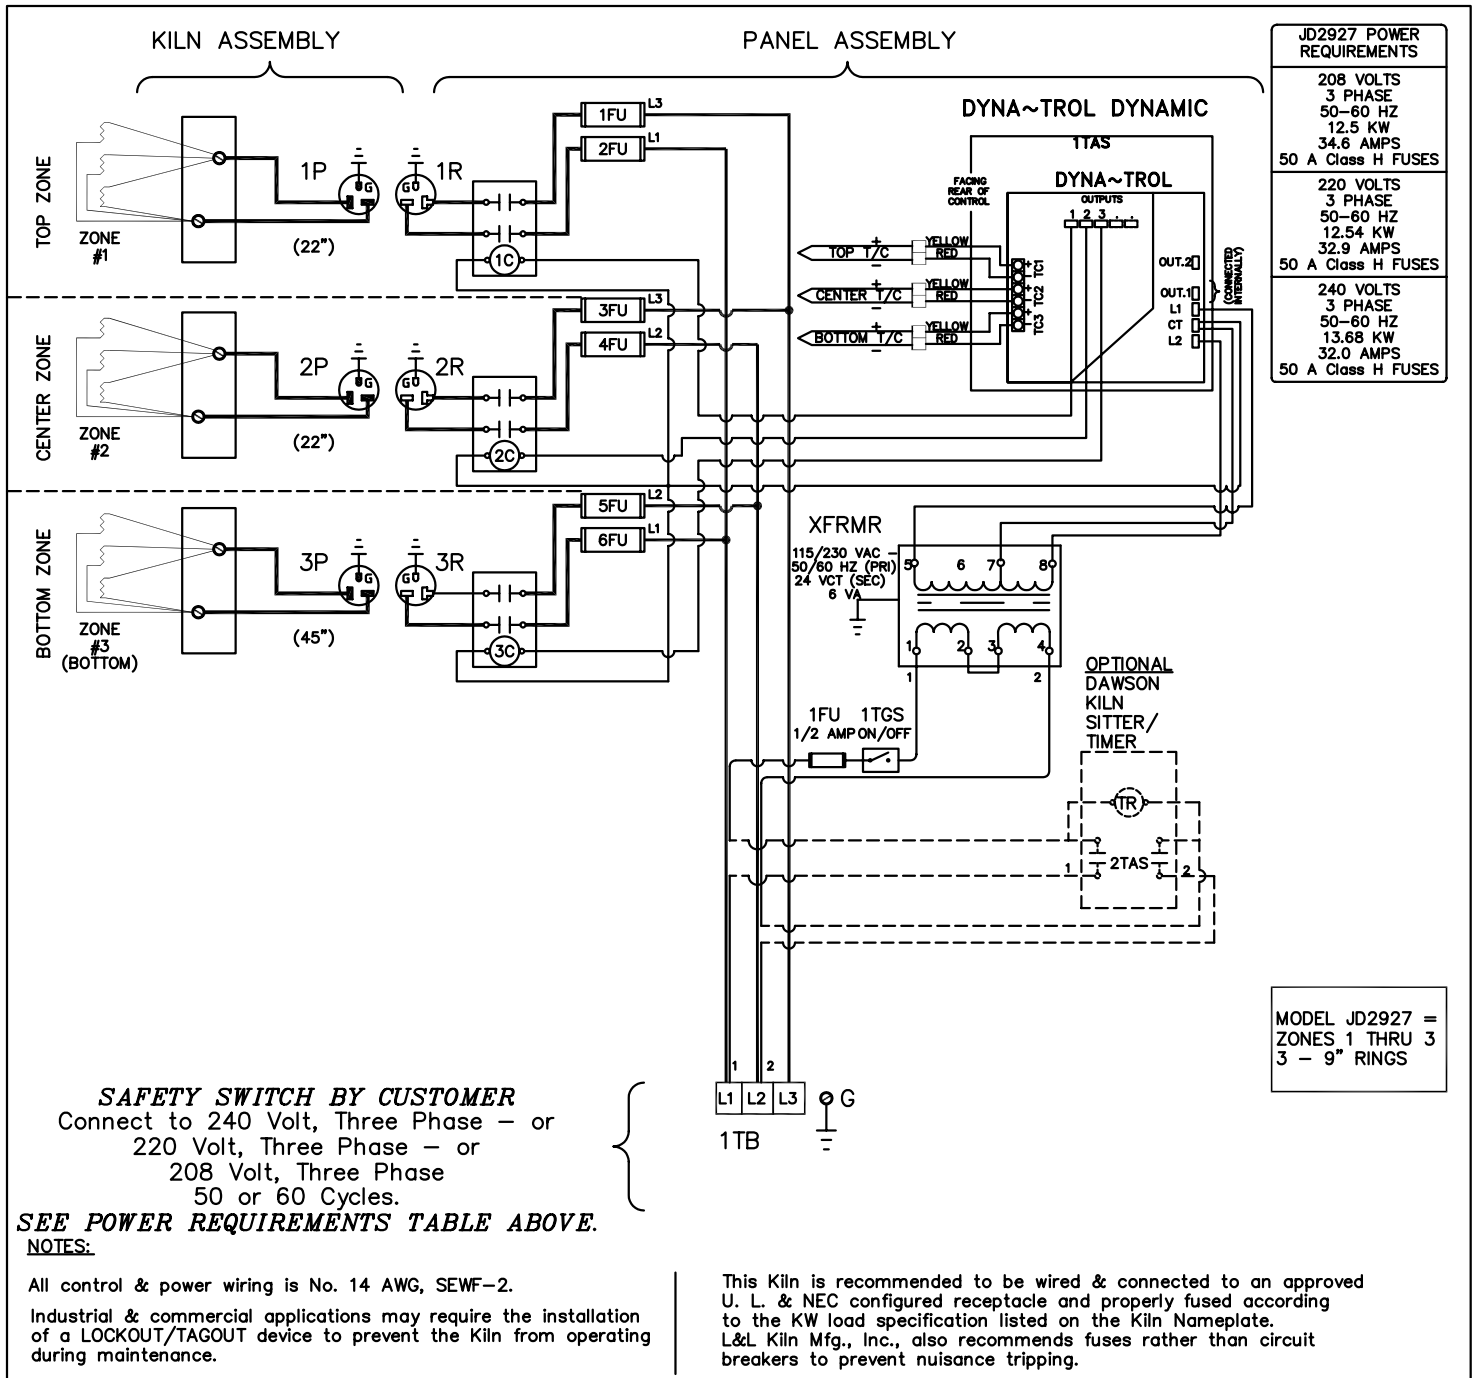 KILN ASSEMBLY
PANEL ASSEMBLY
JD2927 POWER
REQUIREMENTS
208 VOLTS
3 PHASE
50-60 HZ
12.5 KW
34.6 AMPS
50 A Class H FUSES
220 VOLTS
3 PHASE
50-60 HZ
12.54 KW
32.9 AMPS
50 A Class H FUSES
240 VOLTS
3 PHASE
50-60 HZ
13.68 KW
32.0 AMPS
50 A Class H FUSES
TOP ZONE
ZONE
#1
1P
G
(22")
1R
G
1C
1FU
L3
2FU
L1
CENTER ZONE
ZONE
#2
2P
G
(22")
2R
G
2C
3FU
L3
4FU
L2
BOTTOM ZONE
ZONE
#3
(BOTTOM)
3P
G
(45")
3R
G
3C
5FU
L2
6FU
L1
DYNA~TROL DYNAMIC
1TAS
FACING
REAR OF
CONTROL
DYNA~TROL
OUTPUTS
1 2 3 . .
+ YELLOW
TOP T/C
- RED
+ YELLOW
CENTER T/C
- RED
+ YELLOW
BOTTOM T/C
- RED
+
TC1
-
+
TC2
-
+
TC3
-
OUT.2
OUT.1
(CONNECTED
INTERNALLY)
L1
CT
L2
XFRMR
115/230 VAC -
50/60 HZ (PRI)
24 VCT (SEC)
6 VA
5 6 7 8
1 2 3 4
1 2
1FU 1TGS
1/2 AMP ON/OFF
OPTIONAL
DAWSON
KILN
SITTER/
TIMER
TR
2TAS
1 2
MODEL JD2927 =
ZONES 1 THRU 3
3 - 9" RINGS
1 2
L1 L2 L3
G
1TB
SAFETY SWITCH BY CUSTOMER
Connect to 240 Volt, Three Phase - or
220 Volt, Three Phase - or
208 Volt, Three Phase
50 or 60 Cycles.
SEE POWER REQUIREMENTS TABLE ABOVE.
NOTES:
All control & power wiring is No. 14 AWG, SEWF-2.
Industrial & commercial applications may require the installation
of a LOCKOUT/TAGOUT device to prevent the Kiln from operating
during maintenance.
This Kiln is recommended to be wired & connected to an approved
U. L. & NEC configured receptacle and properly fused according
to the KW load specification listed on the Kiln Nameplate.
L&L Kiln Mfg., Inc., also recommends fuses rather than circuit
breakers to prevent nuisance tripping.